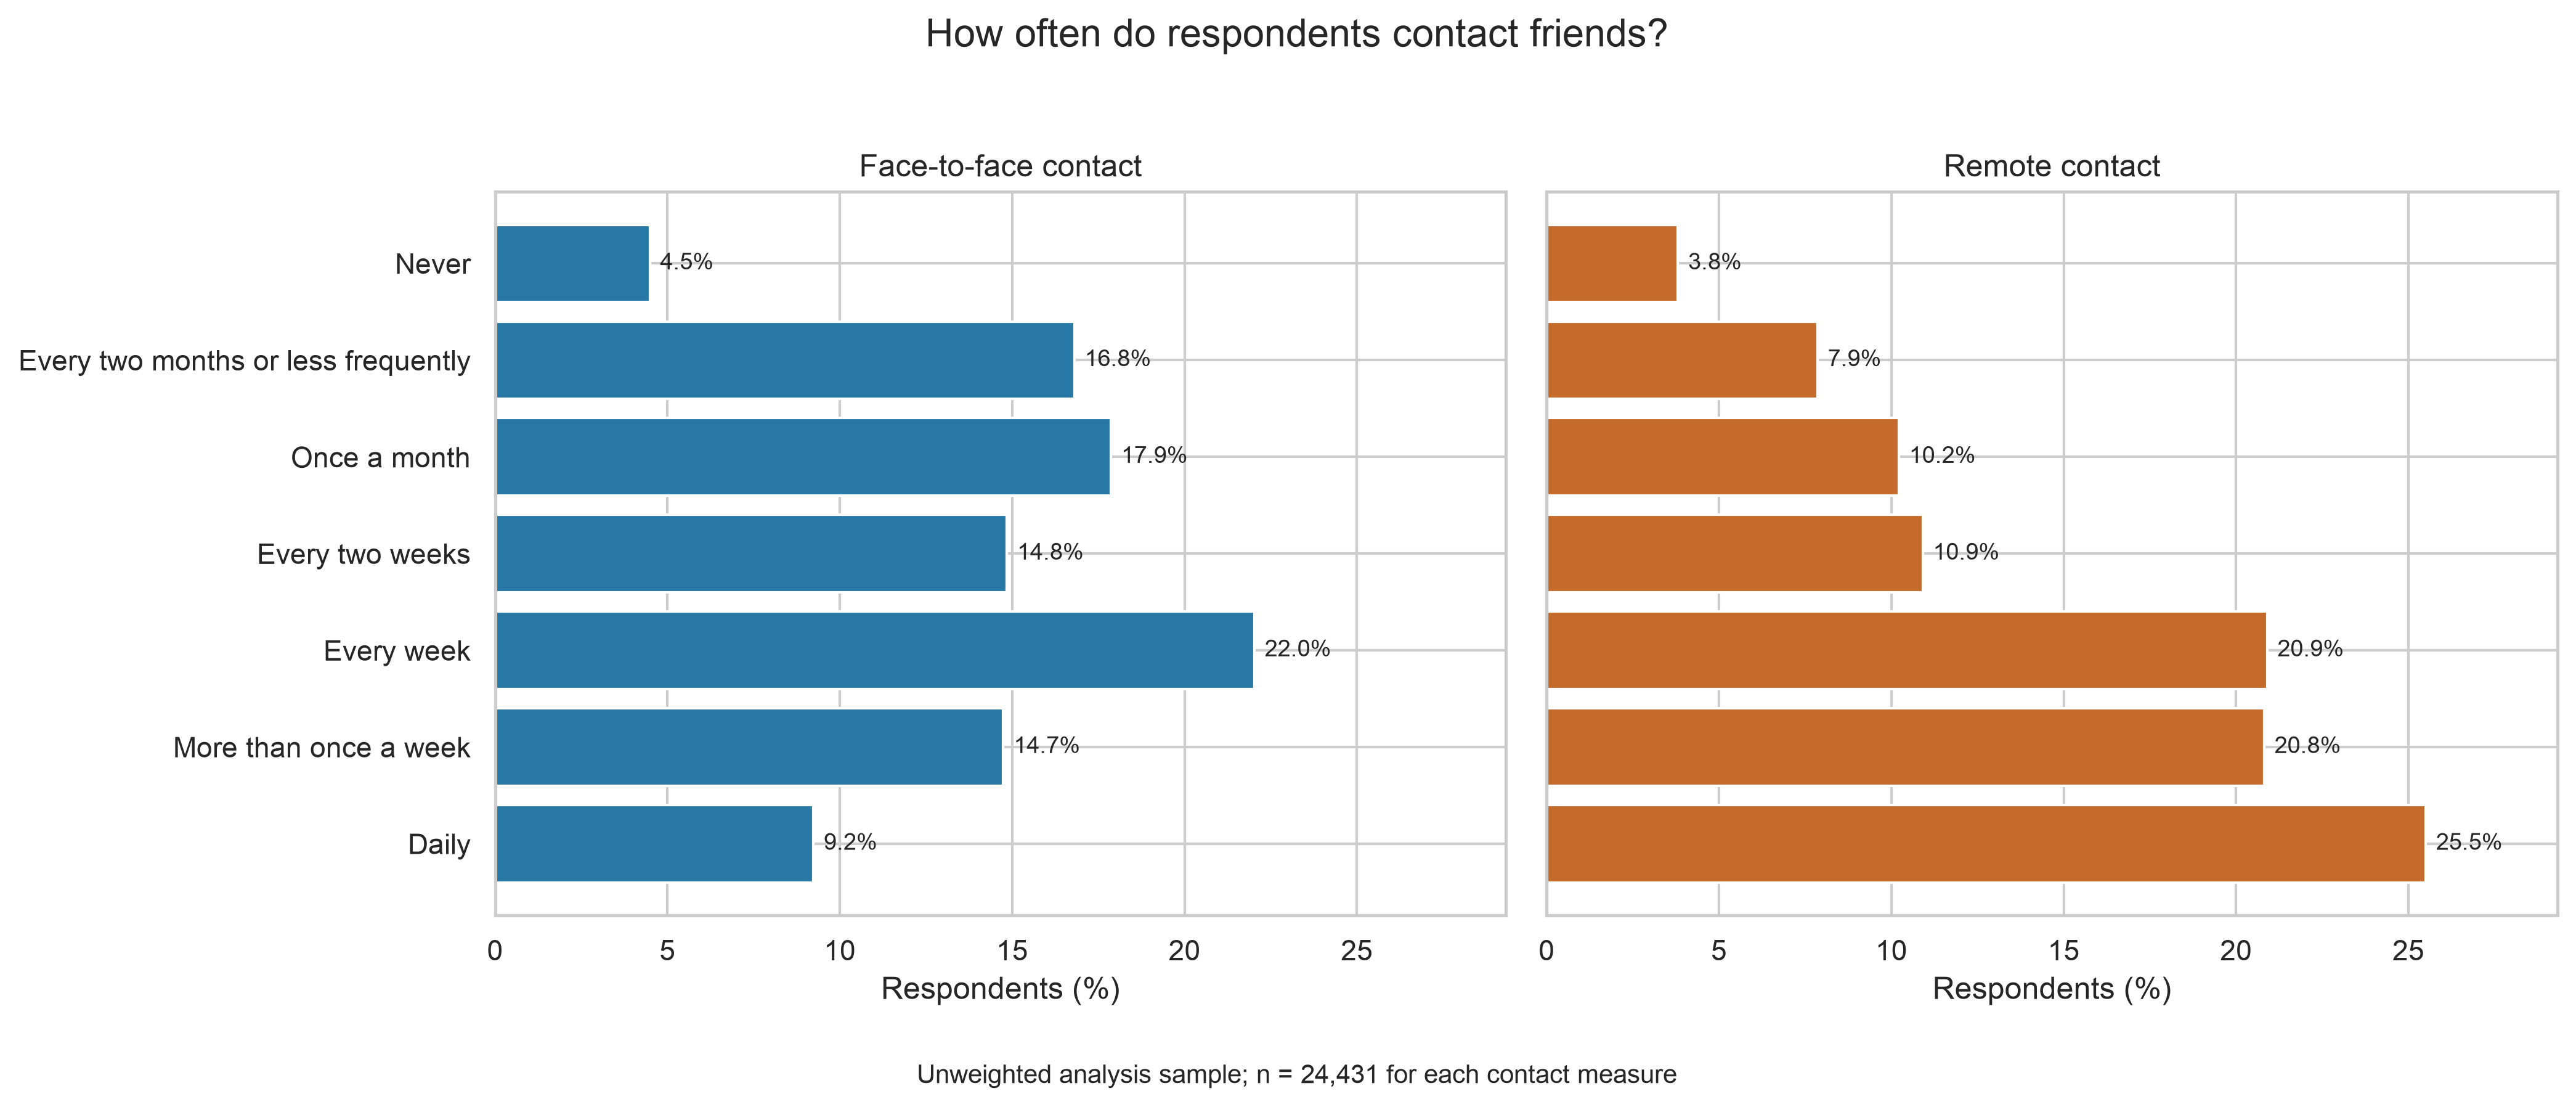 How often do respondents contact friends?
Face-to-face contact
Never
4.5%
Every two months or less frequently
16.8%
Once a month
17.9%
Every two weeks
14.8%
Every week
22.0%
More than once a week
14.7%
Daily
9.2%
0 5 10 15 20 25
Respondents (%)
Remote contact
3.8%
7.9%
10.2%
10.9%
20.9%
20.8%
25.5%
0 5 10 15 20 25
Respondents (%)
Unweighted analysis sample; n = 24,431 for each contact measure